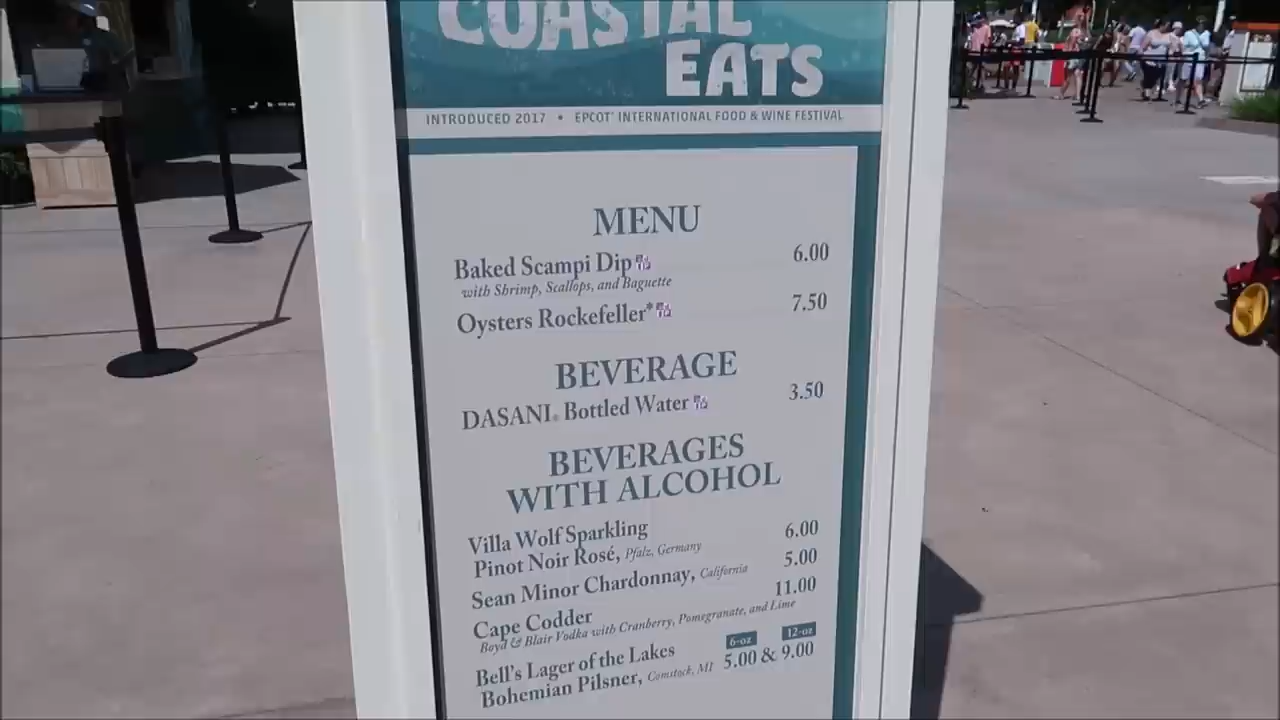 COASTAL
EATS
INTRODUCED 2017 • EPCOT® INTERNATIONAL FOOD & WINE FESTIVAL
MENU
Baked Scampi Dip 6.00
with Shrimp, Scallops, and Baguette
Oysters Rockefeller* 7.50
BEVERAGE
DASANI® Bottled Water 3.50
BEVERAGES
WITH ALCOHOL
Villa Wolf Sparkling
Pinot Noir Rosé, Pfalz, Germany 6.00
Sean Minor Chardonnay, California 5.00
Cape Codder 11.00
Boyd & Blair Vodka with Cranberry, Pomegranate, and Lime
6-oz 12-oz
Bell's Lager of the Lakes
Bohemian Pilsner, Comstock, MI 5.00 & 9.00